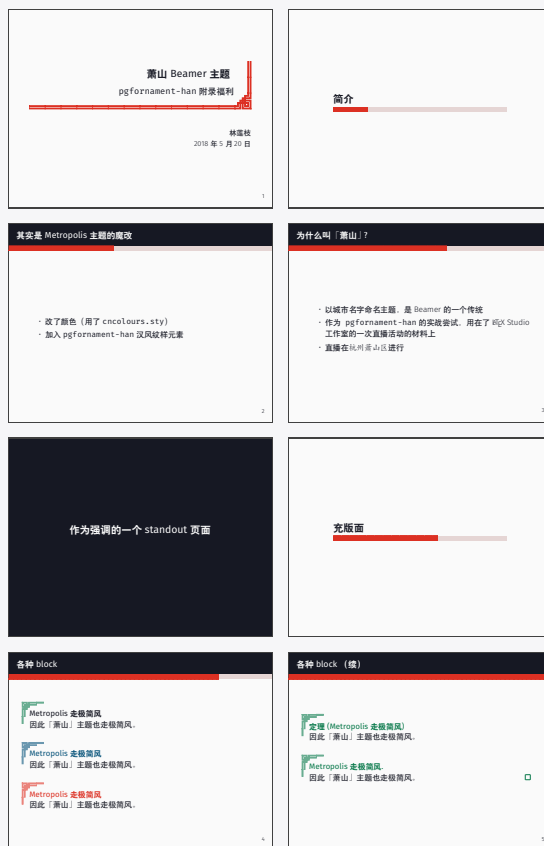 萧山 Beamer 主题
pgfornament-han 附录福利
林莲枝
2018 年 5 月 20 日
1
简介
其实是 Metropolis 主题的魔改
· 改了颜色（用了 cncolours.sty）
· 加入 pgfornament-han 汉风纹样元素
2
为什么叫「萧山」?
· 以城市名字命名主题，是 Beamer 的一个传统
· 作为 pgfornament-han 的实战尝试，用在了 LaTeX Studio
工作室的一次直播活动的材料上
· 直播在杭州萧山区进行
3
作为强调的一个 standout 页面
充版面
各种 block
Metropolis 走极简风
因此「萧山」主题也走极简风。
Metropolis 走极简风
因此「萧山」主题也走极简风。
Metropolis 走极简风
因此「萧山」主题也走极简风。
4
各种 block （续）
定理 (Metropolis 走极简风)
因此「萧山」主题也走极简风。
Metropolis 走极简风.
因此「萧山」主题也走极简风。
5